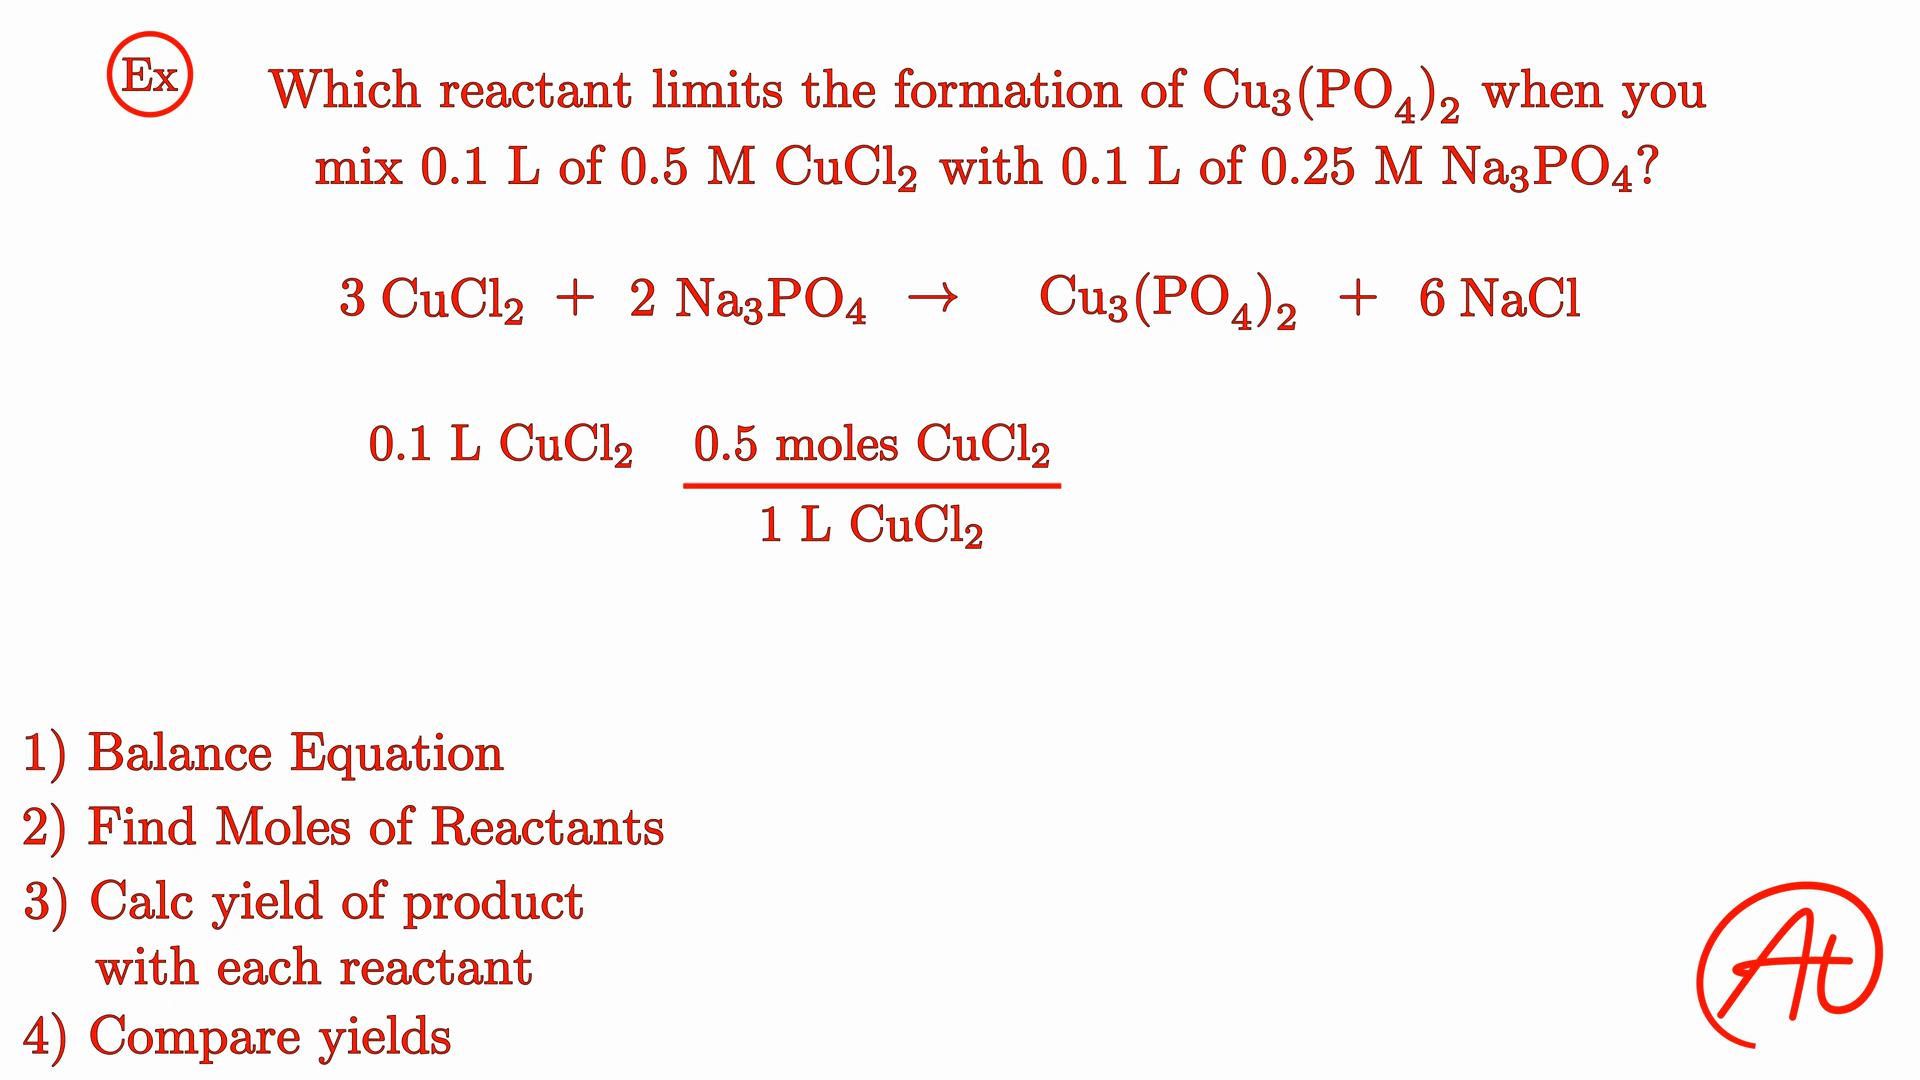 Ex
Which reactant limits the formation of Cu₃(PO₄)₂ when you
mix 0.1 L of 0.5 M CuCl₂ with 0.1 L of 0.25 M Na₃PO₄?
3 CuCl₂ + 2 Na₃PO₄ → Cu₃(PO₄)₂ + 6 NaCl
0.1 L CuCl₂ 0.5 moles CuCl₂
1 L CuCl₂
1) Balance Equation
2) Find Moles of Reactants
3) Calc yield of product
with each reactant
4) Compare yields